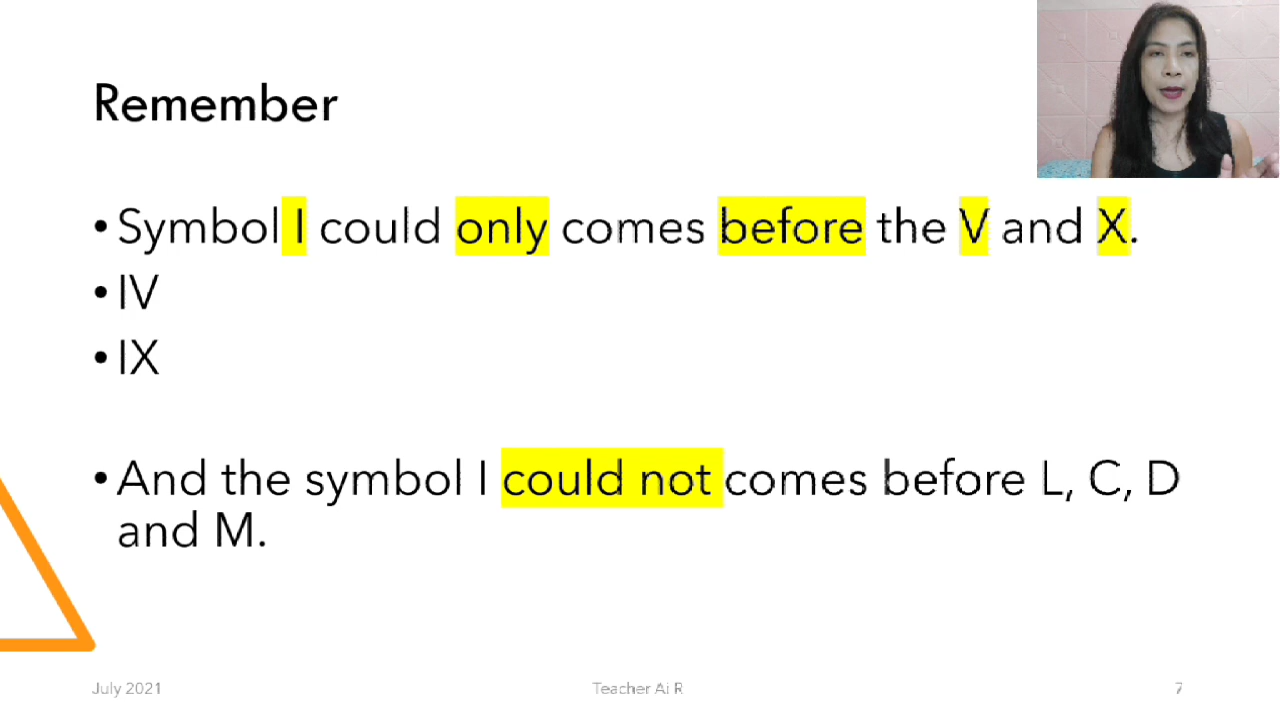 Remember
• Symbol I could only comes before the V and X.
• IV
• IX
• And the symbol I could not comes before L, C, D
and M.
July 2021
Teacher Ai R
7